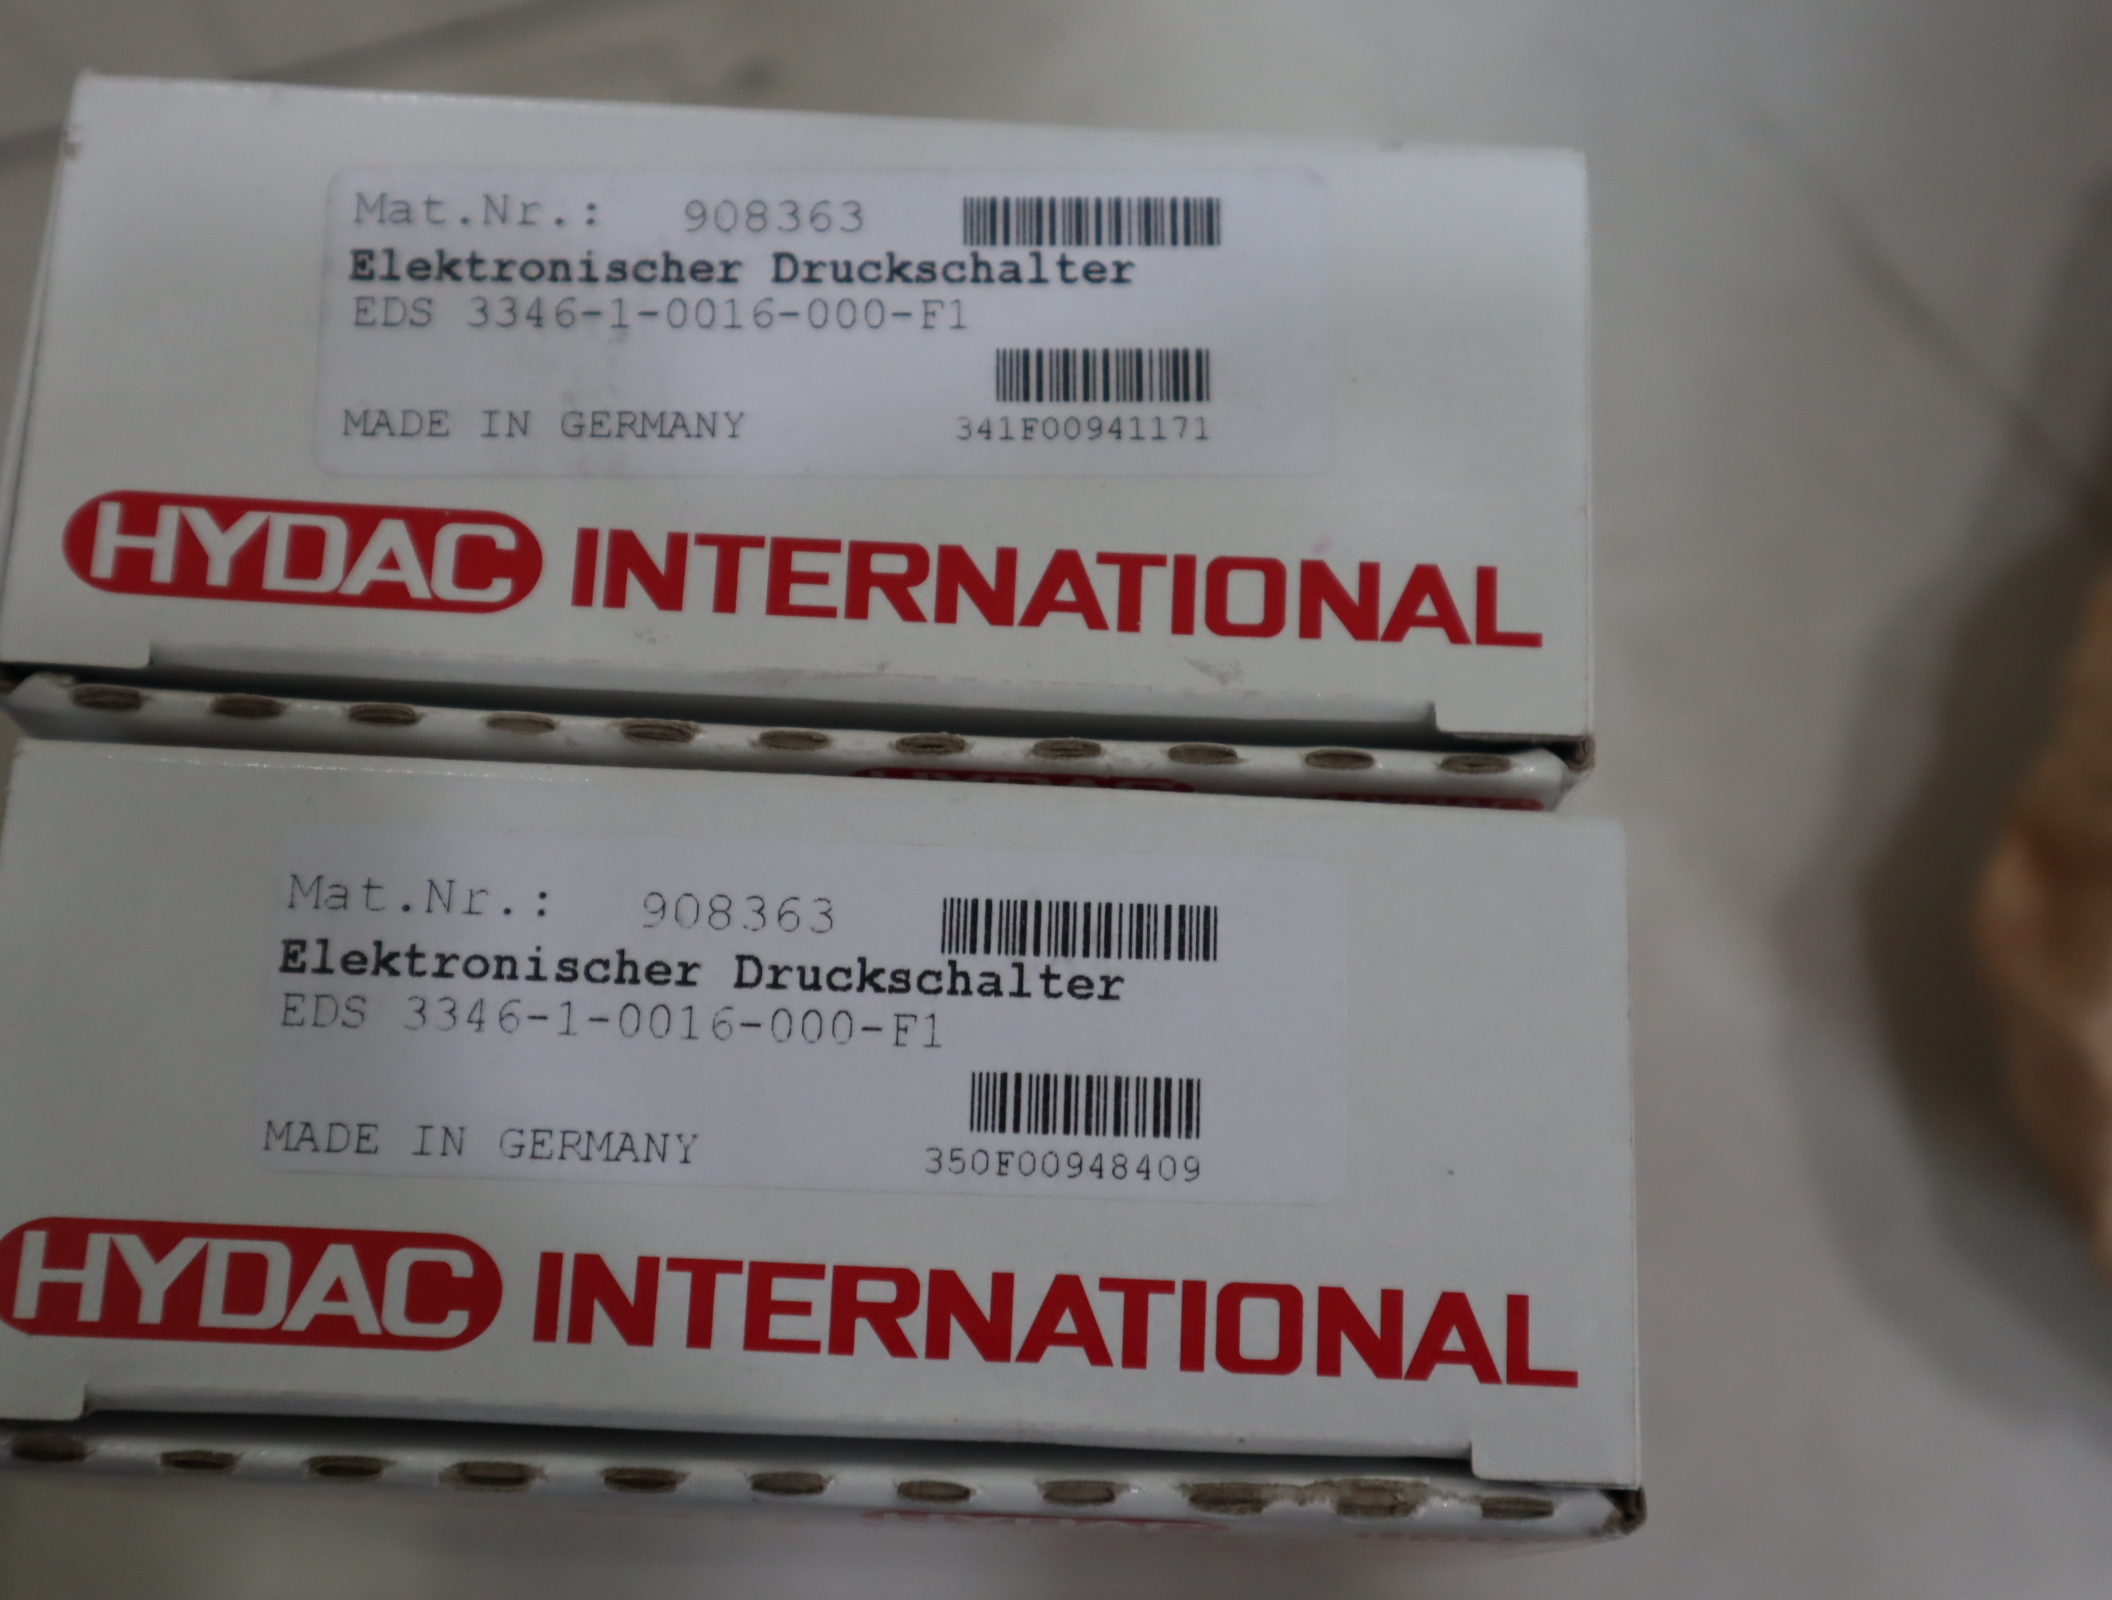 Mat.Nr.: 908363
Elektronischer Druckschalter
EDS 3346-1-0016-000-F1
MADE IN GERMANY 341F00941171
HYDAC INTERNATIONAL
Mat.Nr.: 908363
Elektronischer Druckschalter
EDS 3346-1-0016-000-F1
MADE IN GERMANY 350F00948409
HYDAC INTERNATIONAL